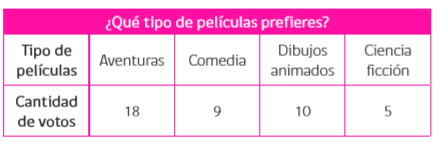 ¿Qué tipo de películas prefieres?
Tipo de películas Aventuras Comedia Dibujos animados Ciencia ficción
Cantidad de votos 18 9 10 5